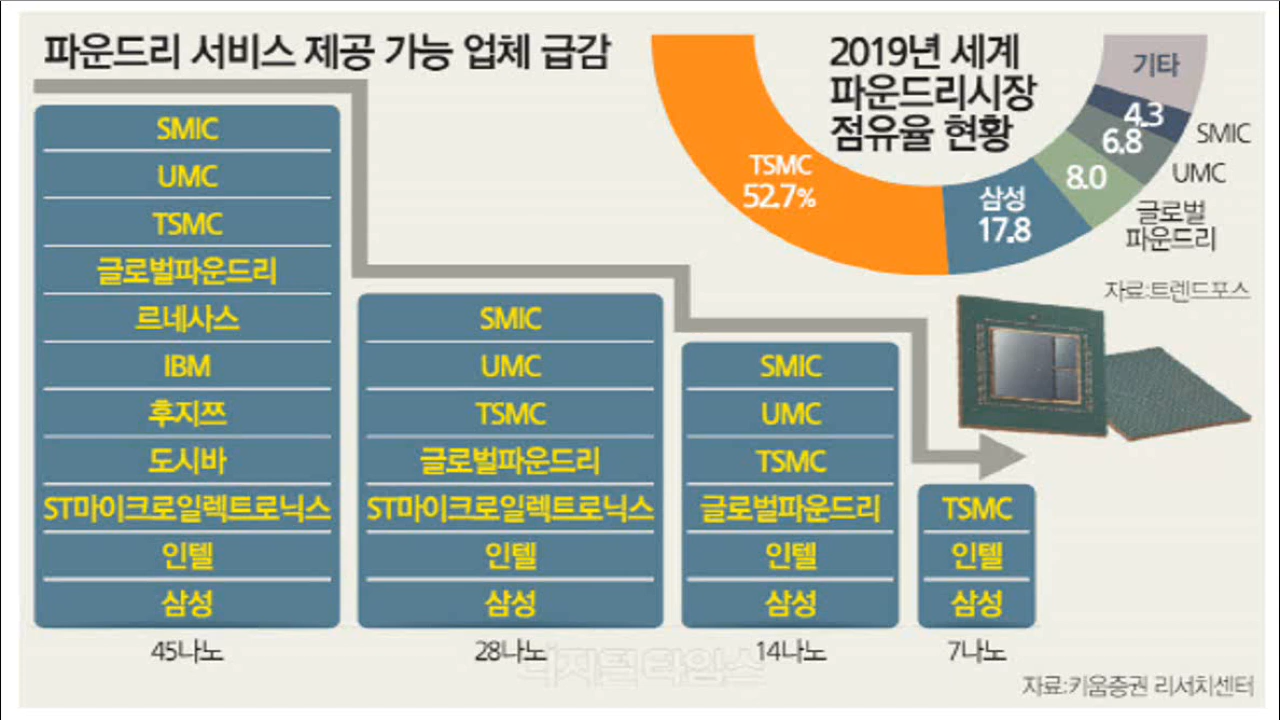 파운드리 서비스 제공 가능 업체 급감
SMIC
UMC
TSMC
글로벌파운드리
르네사스
IBM
후지쯔
도시바
ST마이크로일렉트로닉스
인텔
삼성
45나노
SMIC
UMC
TSMC
글로벌파운드리
ST마이크로일렉트로닉스
인텔
삼성
28나노
SMIC
UMC
TSMC
글로벌파운드리
인텔
삼성
14나노
TSMC
인텔
삼성
7나노
2019년 세계
파운드리시장
점유율 현황
TSMC
52.7%
삼성
17.8
8.0
글로벌
파운드리
6.8
UMC
4.3
SMIC
기타
자료:트렌드포스
디지털타임스
자료:키움증권 리서치센터